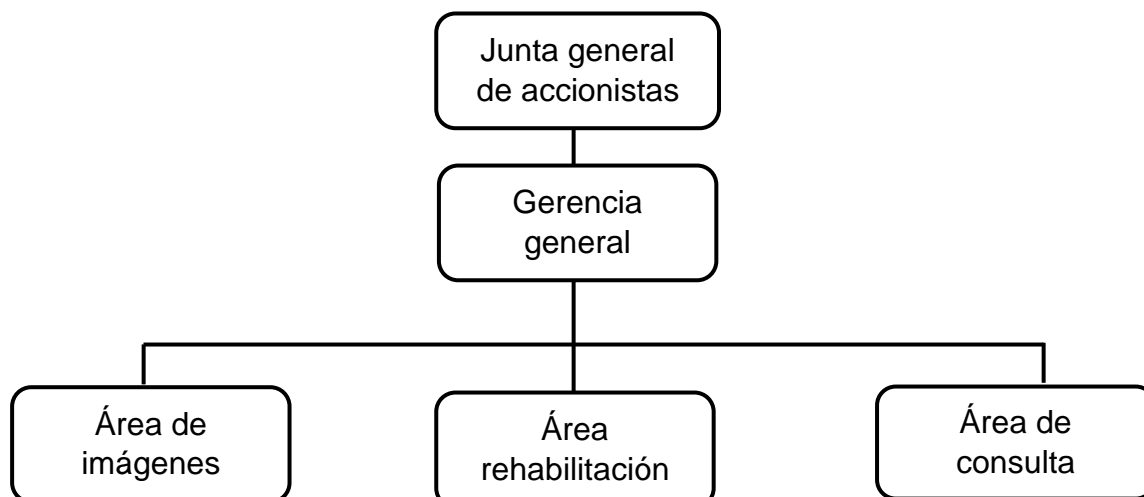 Junta general
de accionistas
Gerencia
general
Área de
imágenes
Área
rehabilitación
Área de
consulta